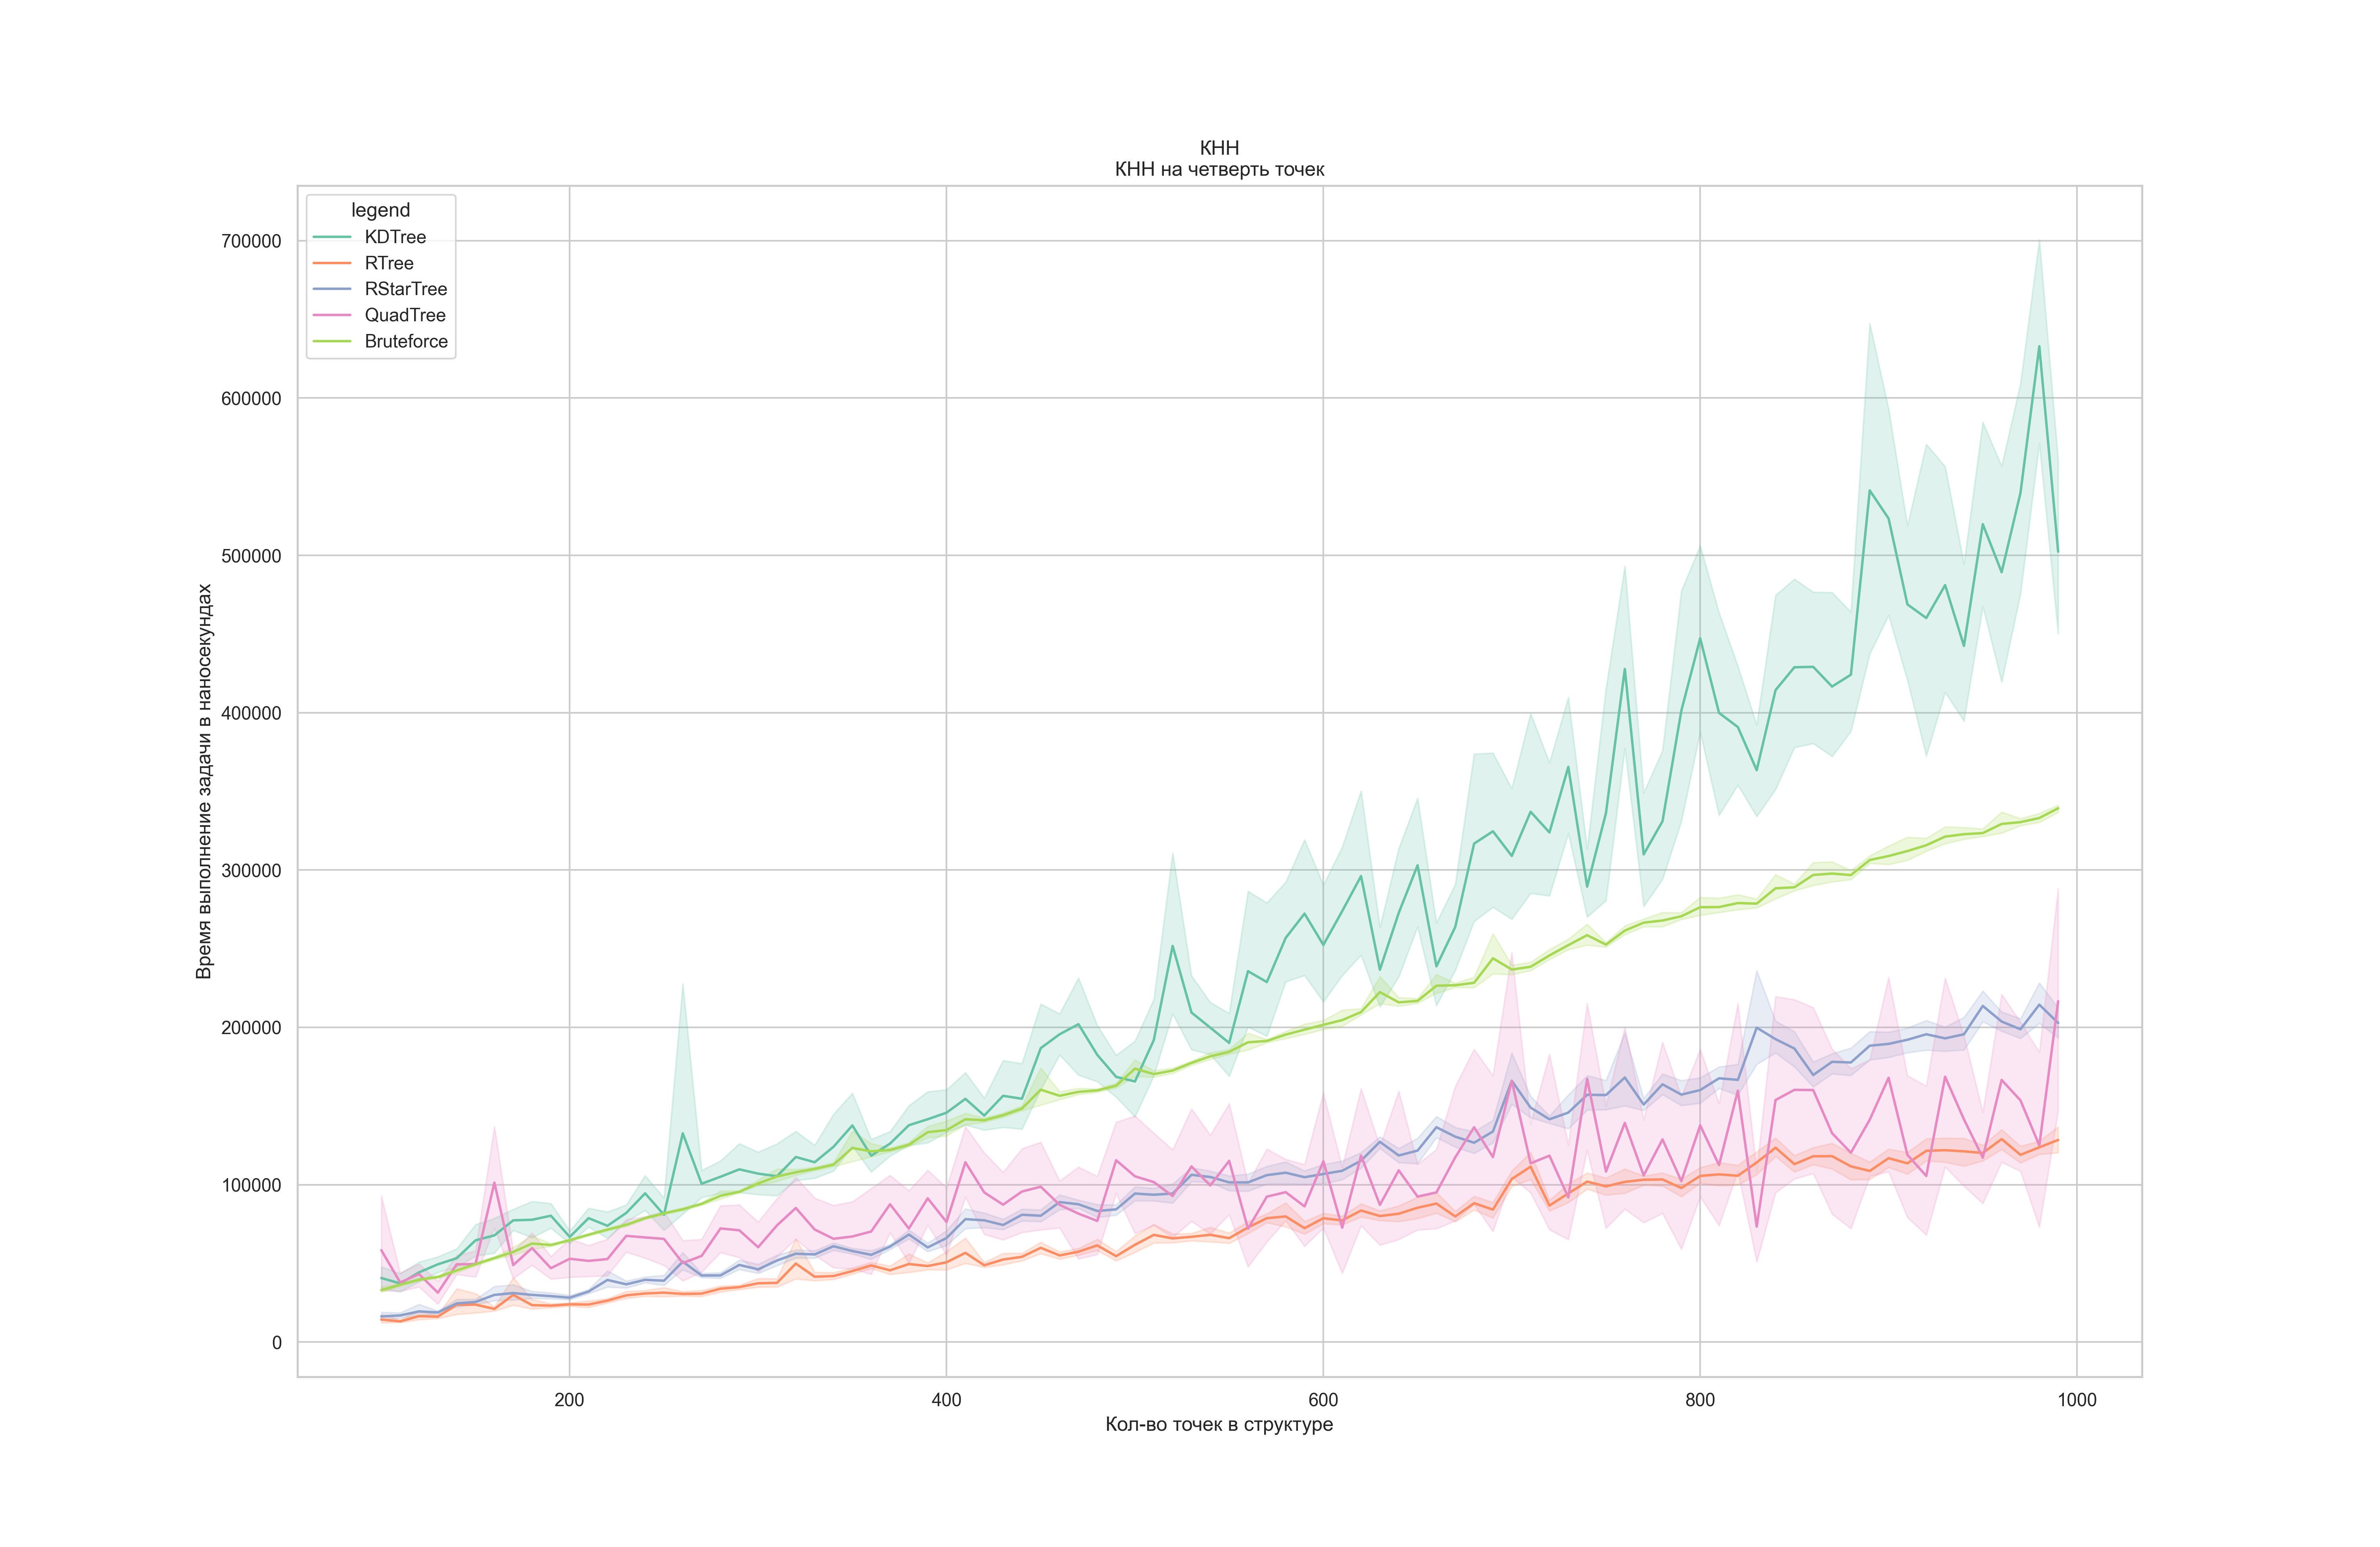 КНН
КНН на четверть точек
legend
KDTree
RTree
RStarTree
QuadTree
Bruteforce
700000
600000
500000
400000
300000
200000
100000
0
Время выполнение задачи в наносекундах
200
400
600
800
1000
Кол-во точек в структуре